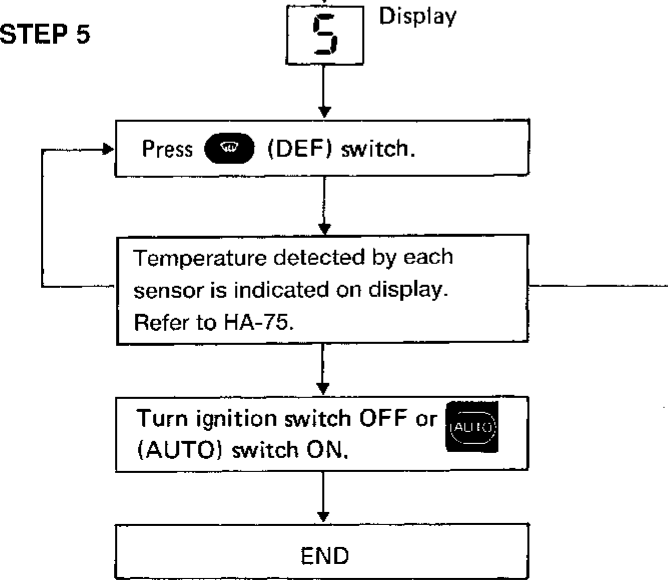 STEP 5
Display
5
Press (DEF) switch.
Temperature detected by each
sensor is indicated on display.
Refer to HA-75.
Turn ignition switch OFF or (AUTO)
(AUTO) switch ON.
END